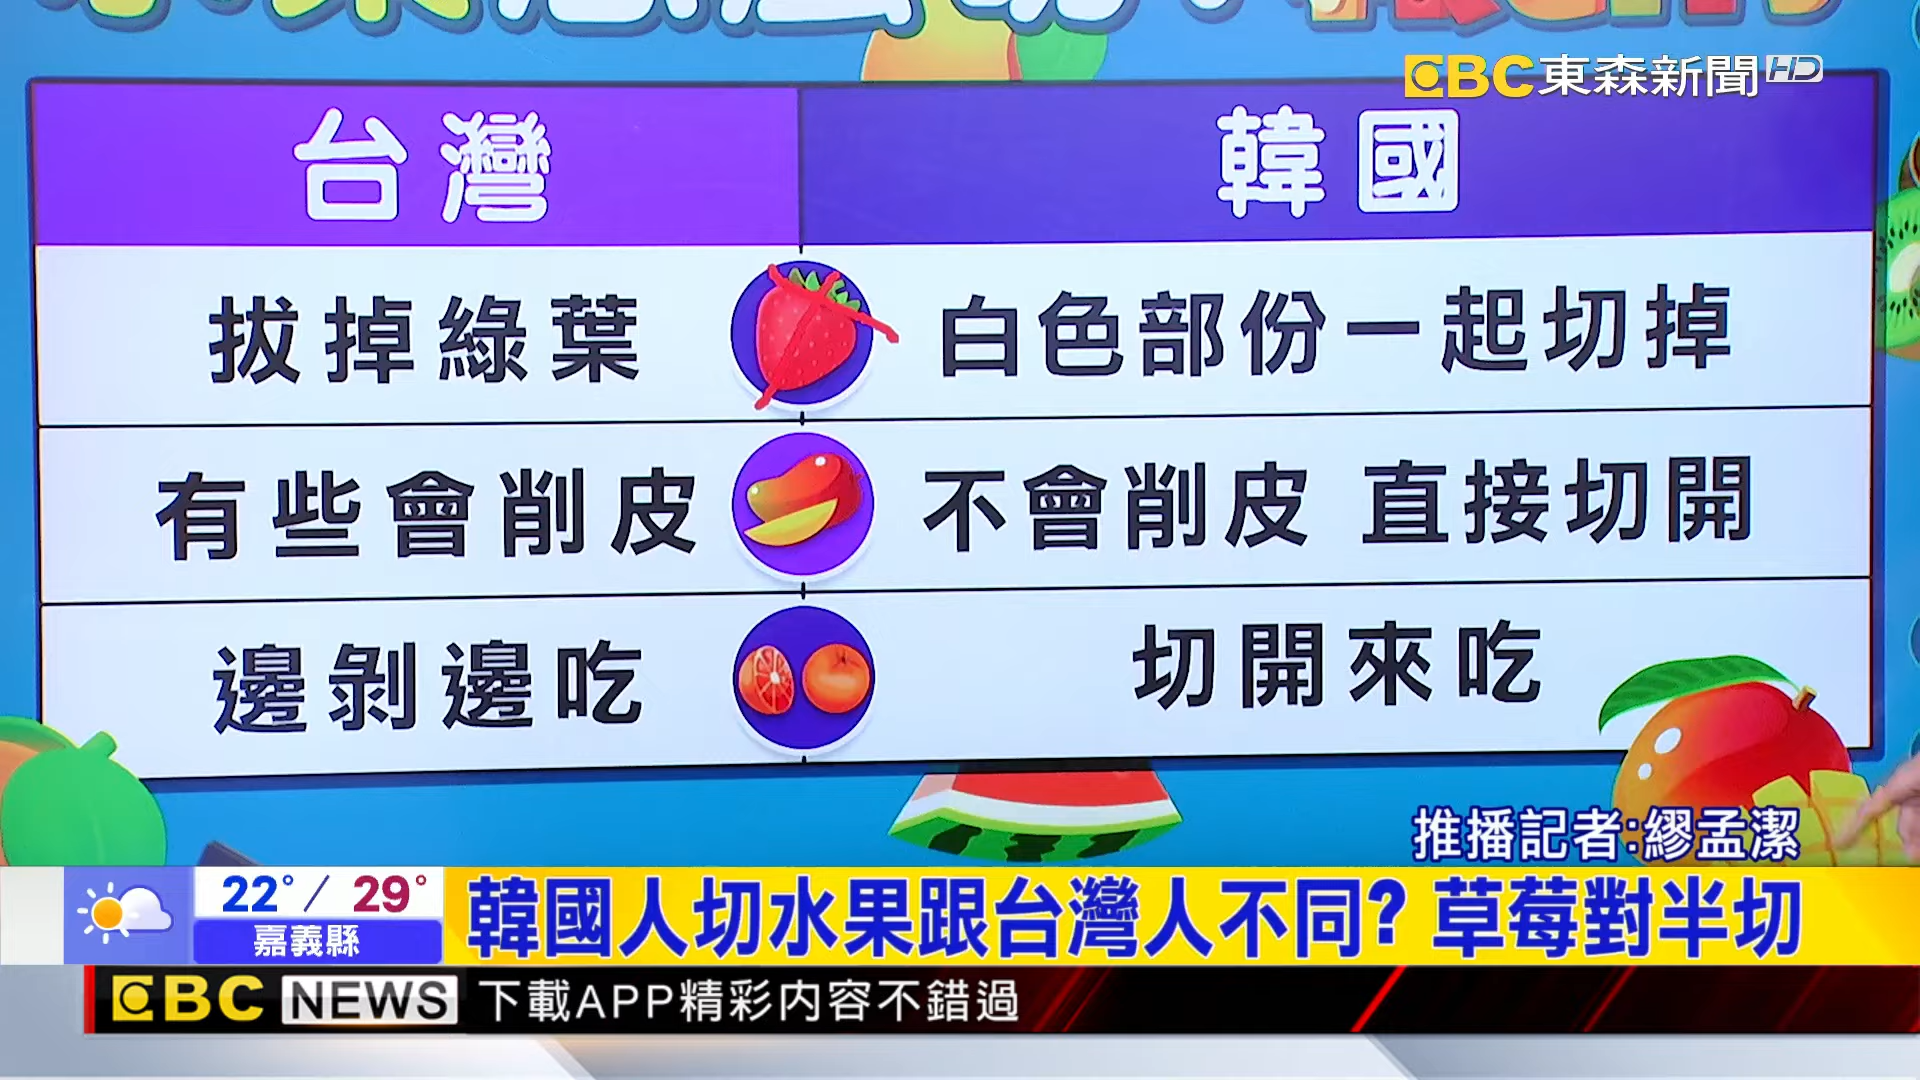 EBC東森新聞HD
台灣 韓國
拔掉綠葉 白色部份一起切掉
有些會削皮 不會削皮 直接切開
邊剝邊吃 切開來吃
推播記者:繆孟潔
22°/ 29°
嘉義縣
韓國人切水果跟台灣人不同? 草莓對半切
EBC NEWS 下載APP精彩內容不錯過